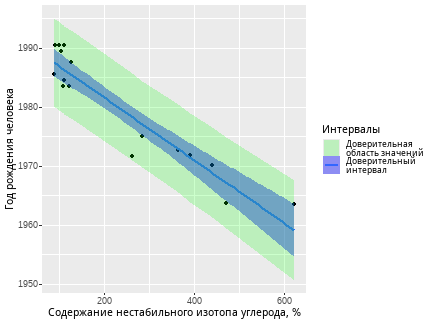 Год рождения человека
1990
1980
1970
1960
1950
200
400
600
Содержание нестабильного изотопа углерода, %
Интервалы
Доверительная
область значений
Доверительный
интервал